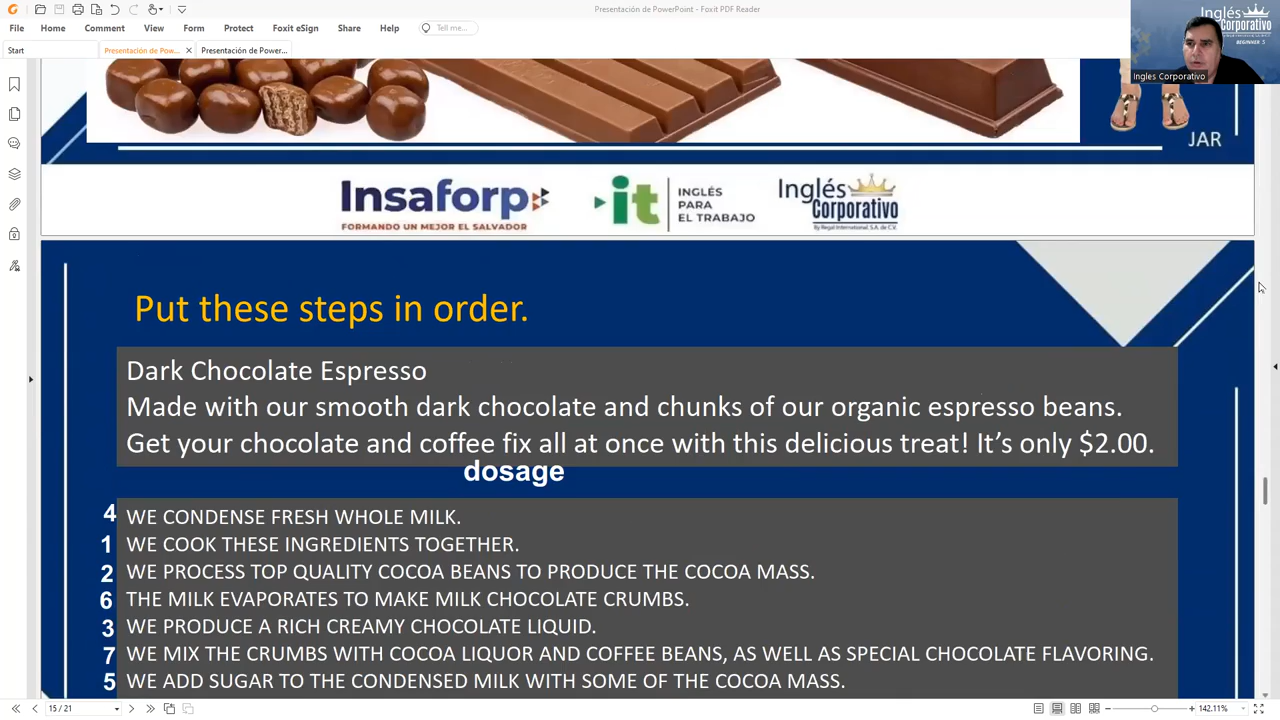 Presentación de PowerPoint - Foxit PDF Reader
File Home Comment View Form Protect Foxit eSign Share Help Tell me...
Start Presentación de Pow... Presentación de Power...
Inglés
Corporativo
BEGINNER 5
Ingles Corporativo
JAR
Insaforp
FORMANDO UN MEJOR EL SALVADOR
it
INGLÉS
PARA
EL TRABAJO
Inglés
Corporativo
By Regal International, S.A. de C.V.
Put these steps in order.
Dark Chocolate Espresso
Made with our smooth dark chocolate and chunks of our organic espresso beans.
Get your chocolate and coffee fix all at once with this delicious treat! It’s only $2.00.
dosage
4 WE CONDENSE FRESH WHOLE MILK.
1 WE COOK THESE INGREDIENTS TOGETHER.
2 WE PROCESS TOP QUALITY COCOA BEANS TO PRODUCE THE COCOA MASS.
6 THE MILK EVAPORATES TO MAKE MILK CHOCOLATE CRUMBS.
3 WE PRODUCE A RICH CREAMY CHOCOLATE LIQUID.
7 WE MIX THE CRUMBS WITH COCOA LIQUOR AND COFFEE BEANS, AS WELL AS SPECIAL CHOCOLATE FLAVORING.
5 WE ADD SUGAR TO THE CONDENSED MILK WITH SOME OF THE COCOA MASS.
15 / 21
142.11%